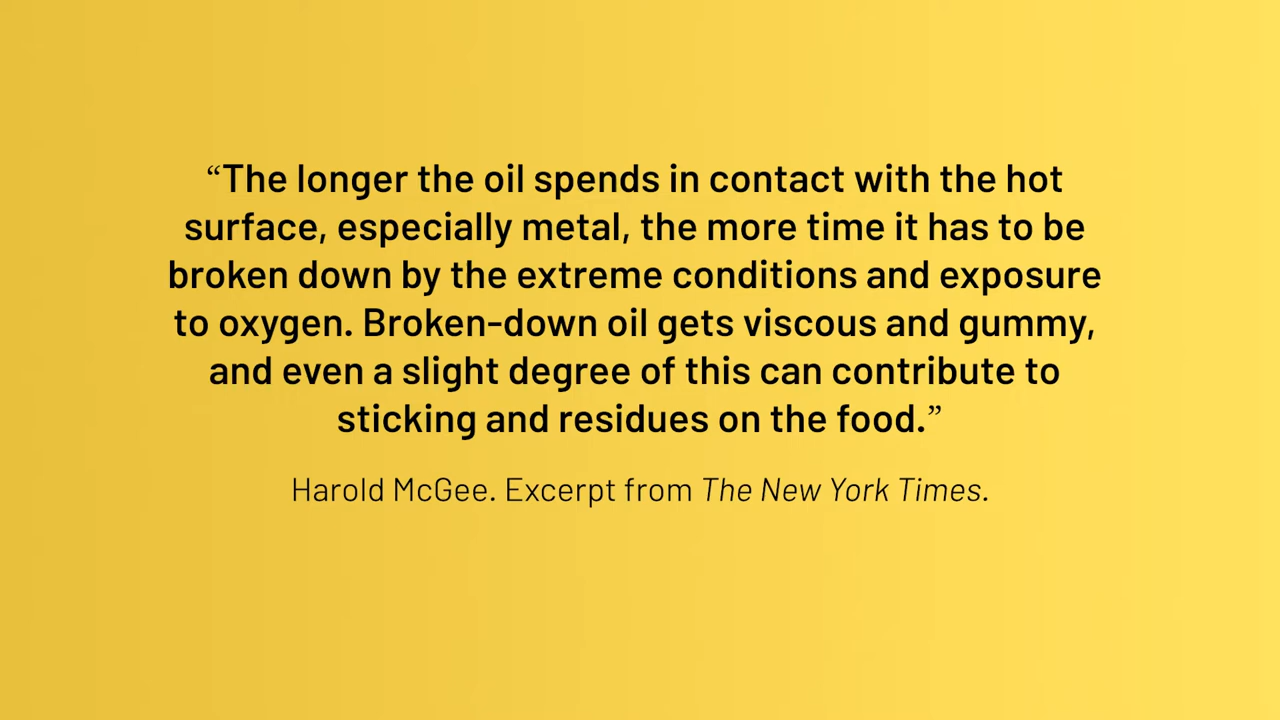 “The longer the oil spends in contact with the hot
surface, especially metal, the more time it has to be
broken down by the extreme conditions and exposure
to oxygen. Broken-down oil gets viscous and gummy,
and even a slight degree of this can contribute to
sticking and residues on the food.”
Harold McGee. Excerpt from The New York Times.